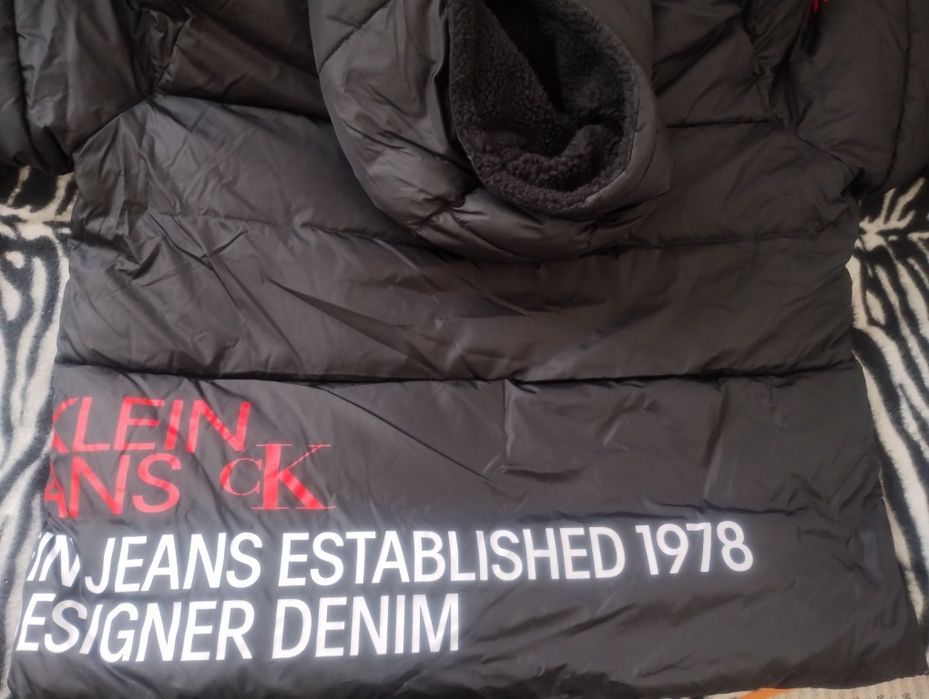 KLEIN
ANS CK
IN JEANS ESTABLISHED 1978
ESIGNER DENIM